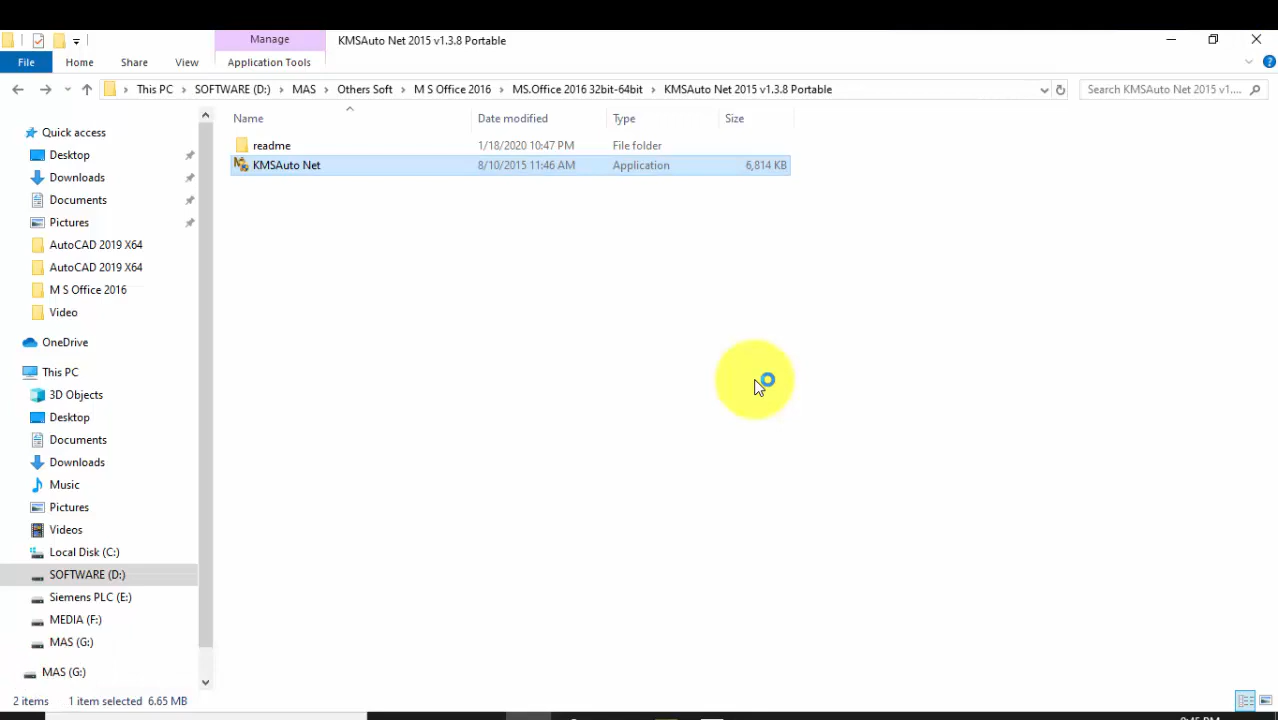 Manage
KMSAuto Net 2015 v1.3.8 Portable
File
Home
Share
View
Application Tools
This PC
SOFTWARE (D:)
MAS
Others Soft
M S Office 2016
MS.Office 2016 32bit-64bit
KMSAuto Net 2015 v1.3.8 Portable
Search KMSAuto Net 2015 v1....
Name
Date modified
Type
Size
readme
1/18/2020 10:47 PM
File folder
KMSAuto Net
8/10/2015 11:46 AM
Application
6,814 KB
Quick access
Desktop
Downloads
Documents
Pictures
AutoCAD 2019 X64
AutoCAD 2019 X64
M S Office 2016
Video
OneDrive
This PC
3D Objects
Desktop
Documents
Downloads
Music
Pictures
Videos
Local Disk (C:)
SOFTWARE (D:)
Siemens PLC (E:)
MEDIA (F:)
MAS (G:)
MAS (G:)
2 items
1 item selected 6.65 MB